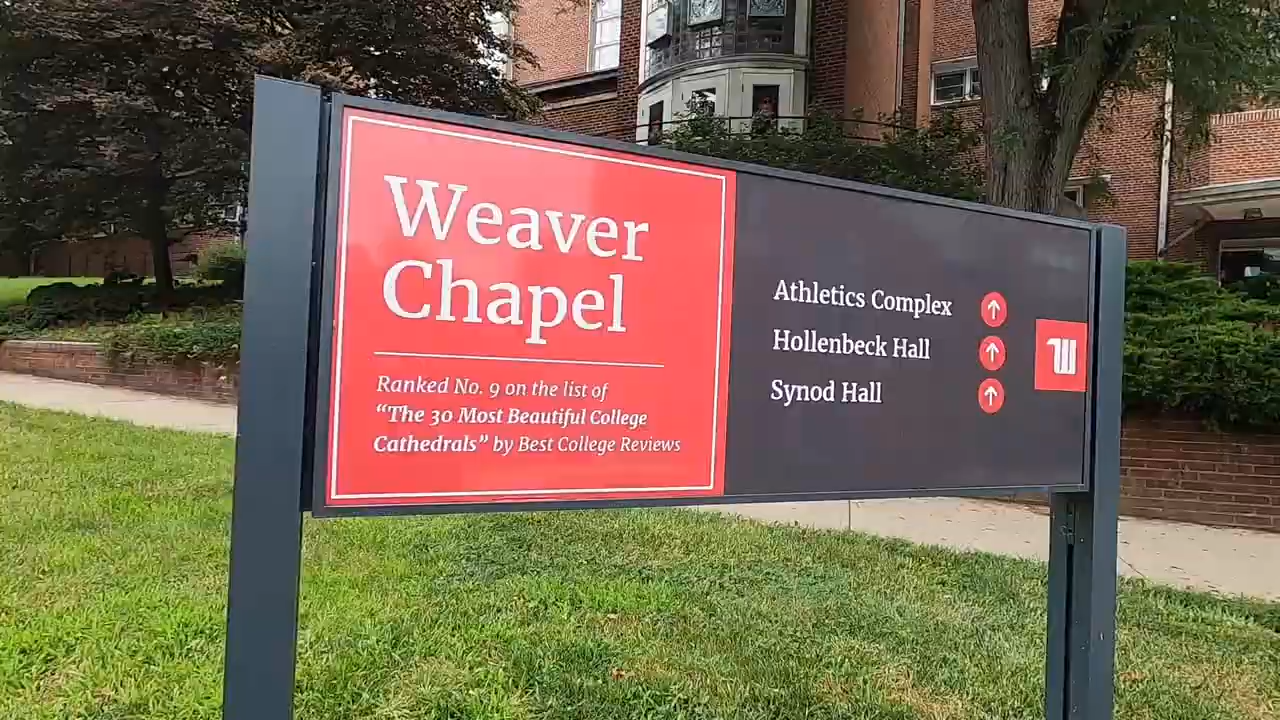 Weaver
Chapel
Ranked No. 9 on the list of
“The 30 Most Beautiful College
Cathedrals” by Best College Reviews
Athletics Complex
Hollenbeck Hall
Synod Hall
W